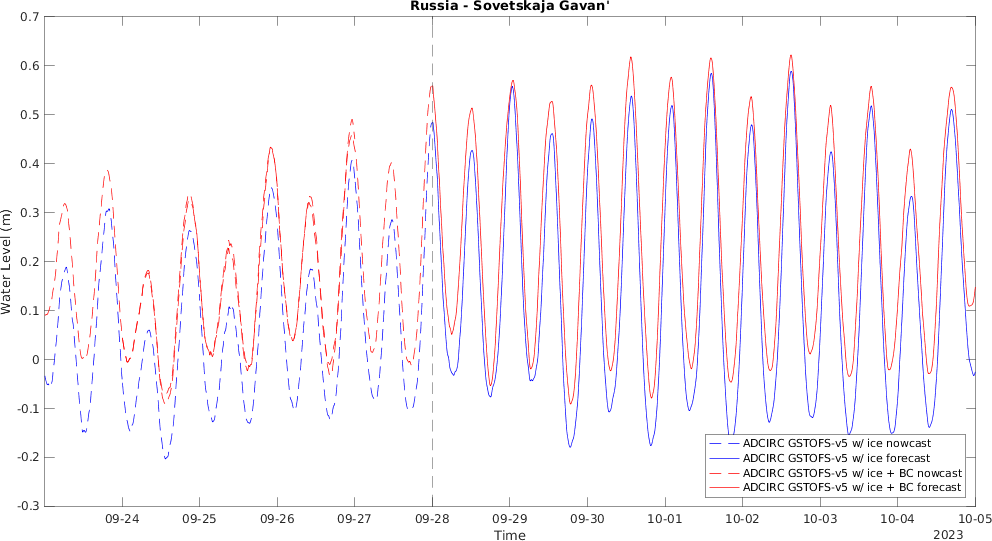 Russia - Sovetskaja Gavan'
0.7
0.6
0.5
0.4
0.3
0.2
0.1
0
-0.1
-0.2
-0.3
Water Level (m)
ADCIRC GSTOFS-v5 w/ ice nowcast
ADCIRC GSTOFS-v5 w/ ice forecast
ADCIRC GSTOFS-v5 w/ ice + BC nowcast
ADCIRC GSTOFS-v5 w/ ice + BC forecast
09-24 09-25 09-26 09-27 09-28 09-29 09-30 10-01 10-02 10-03 10-04 10-05
Time
2023